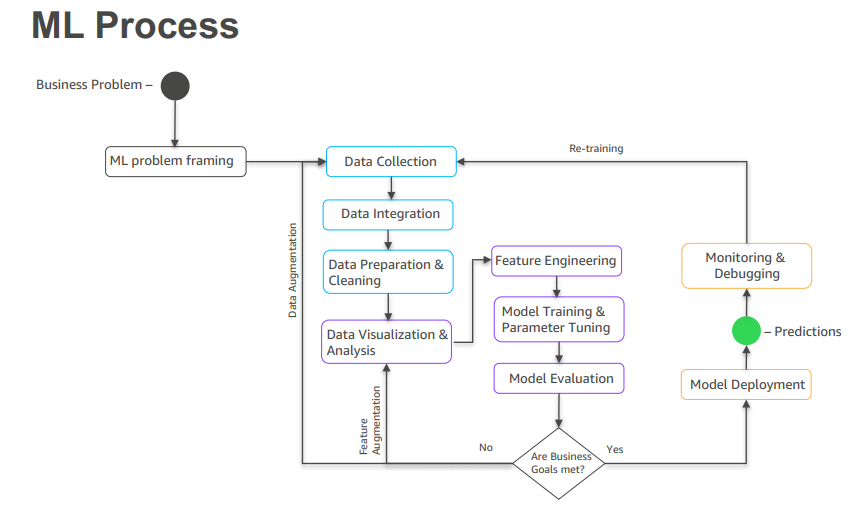 ML Process
Business Problem –
ML problem framing
Data Collection
Re-training
Data Integration
Data Augmentation
Data Preparation &
Cleaning
Feature Engineering
Monitoring &
Debugging
Model Training &
Parameter Tuning
Data Visualization &
Analysis
– Predictions
Model Evaluation
Model Deployment
Feature
Augmentation
No
Are Business
Goals met?
Yes